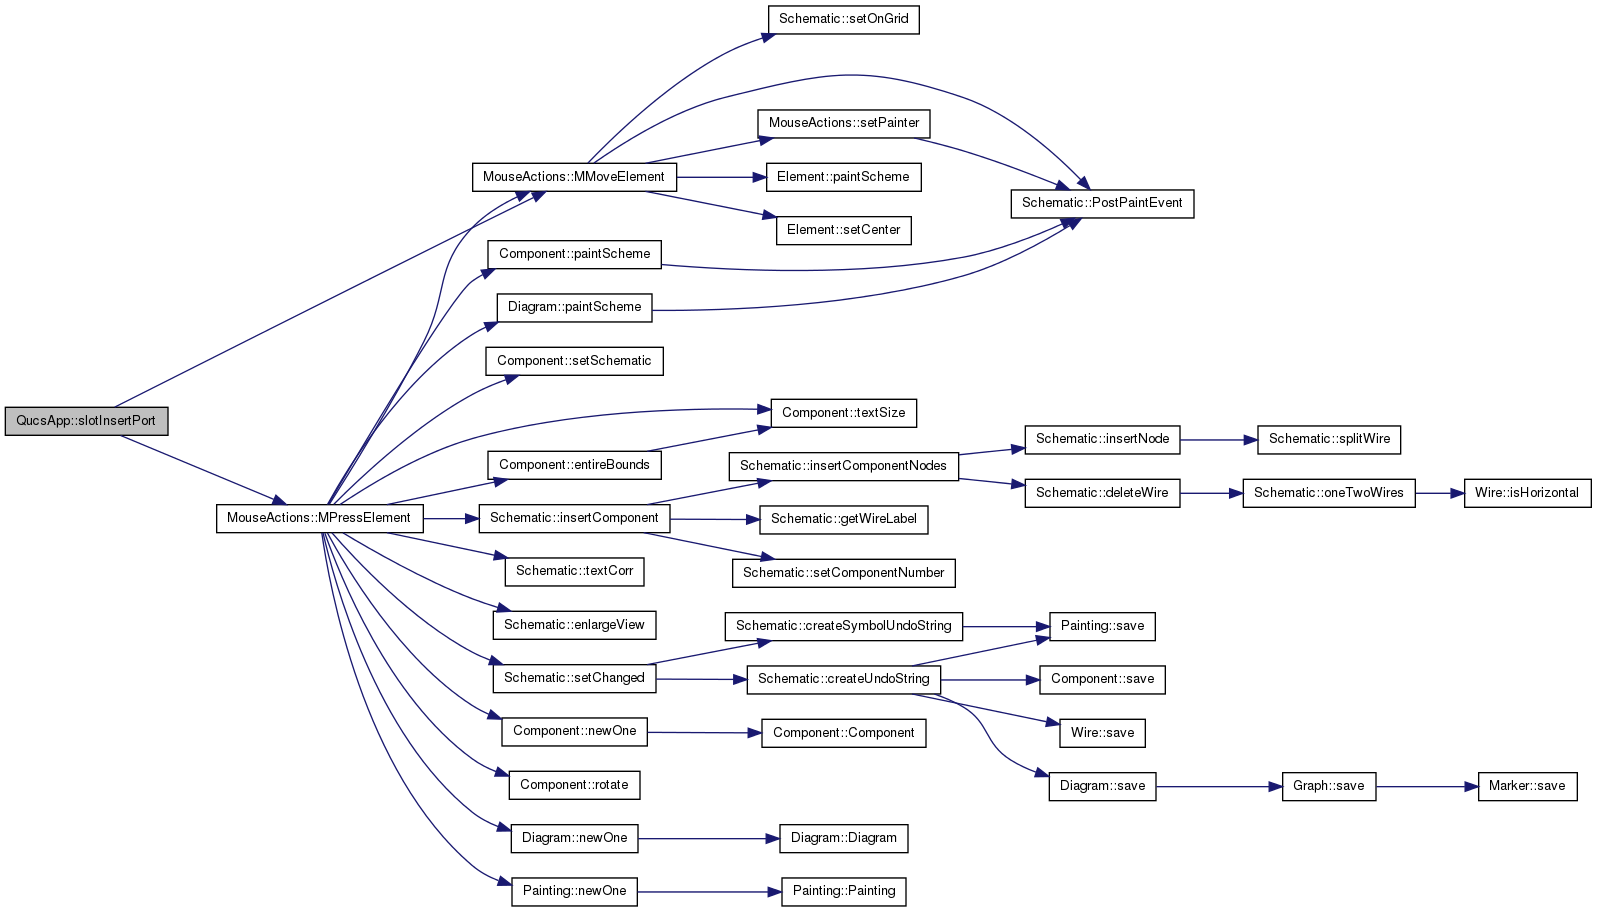 Schematic::setOnGrid
MouseActions::setPainter
MouseActions::MMoveElement
Element::paintScheme
Schematic::PostPaintEvent
Element::setCenter
Component::paintScheme
Diagram::paintScheme
Component::setSchematic
QucsApp::slotInsertPort
Component::textSize
Schematic::insertNode
Schematic::splitWire
Component::entireBounds
Schematic::insertComponentNodes
Schematic::deleteWire
Schematic::oneTwoWires
Wire::isHorizontal
MouseActions::MPressElement
Schematic::insertComponent
Schematic::getWireLabel
Schematic::textCorr
Schematic::setComponentNumber
Schematic::enlargeView
Schematic::createSymbolUndoString
Painting::save
Schematic::setChanged
Schematic::createUndoString
Component::save
Component::newOne
Component::Component
Wire::save
Component::rotate
Diagram::save
Graph::save
Marker::save
Diagram::newOne
Diagram::Diagram
Painting::newOne
Painting::Painting